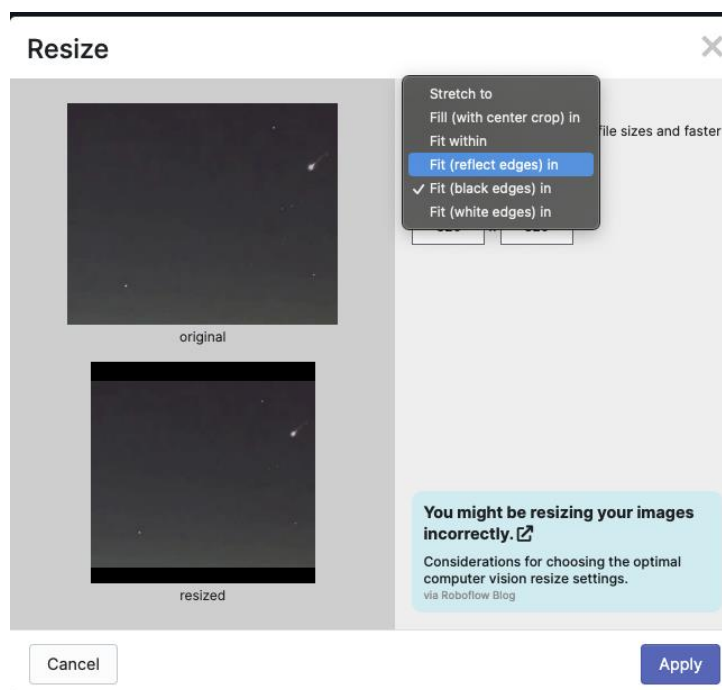 Resize
original
resized
Stretch to
Fill (with center crop) in
Fit within
Fit (reflect edges) in
✓ Fit (black edges) in
Fit (white edges) in
file sizes and faster
You might be resizing your images
incorrectly.
Considerations for choosing the optimal
computer vision resize settings.
via Roboflow Blog
Cancel
Apply